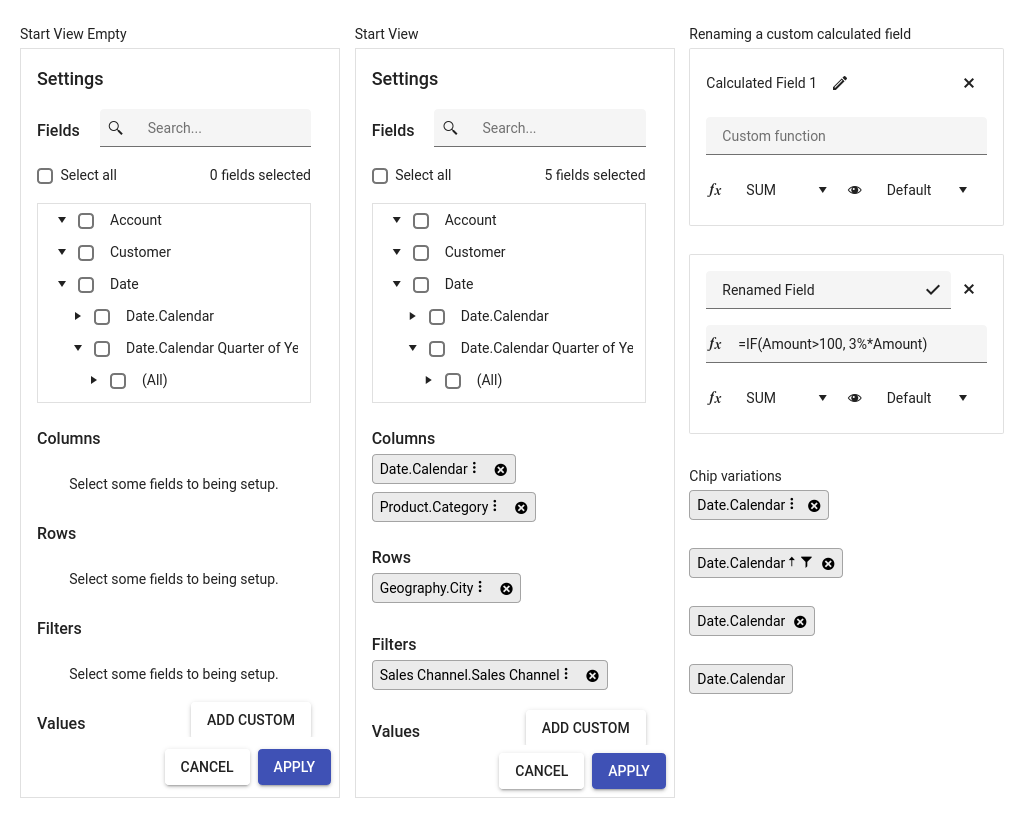 Start View Empty
Settings
Fields
Search...
Select all
0 fields selected
Account
Customer
Date
Date.Calendar
Date.Calendar Quarter of Ye
(All)
Columns
Select some fields to being setup.
Rows
Select some fields to being setup.
Filters
Select some fields to being setup.
Values
ADD CUSTOM
CANCEL
APPLY
Start View
Settings
Fields
Search...
Select all
5 fields selected
Account
Customer
Date
Date.Calendar
Date.Calendar Quarter of Ye
(All)
Columns
Date.Calendar
Product.Category
Rows
Geography.City
Filters
Sales Channel.Sales Channel
Values
ADD CUSTOM
CANCEL
APPLY
Renaming a custom calculated field
Calculated Field 1
Custom function
fx SUM Default
Renamed Field
fx =IF(Amount>100, 3%*Amount)
fx SUM Default
Chip variations
Date.Calendar
Date.Calendar
Date.Calendar
Date.Calendar